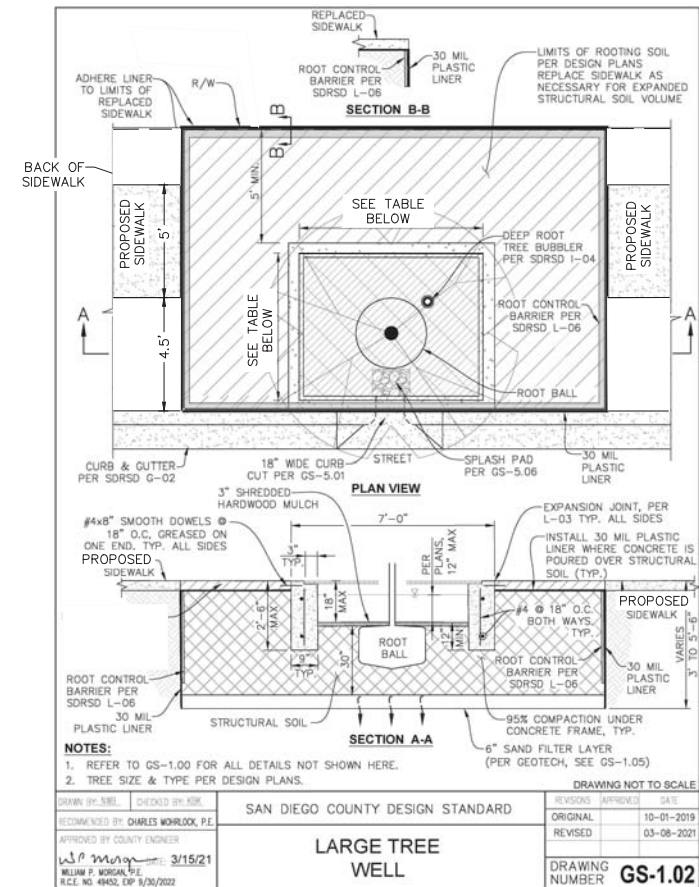 REPLACED
SIDEWALK
ROOT CONTROL
BARRIER PER
SDRSD L-06
30 MIL
PLASTIC
LINER
SECTION B-B
LIMITS OF ROOTING SOIL
PER DESIGN PLANS
REPLACE SIDEWALK AS
NECESSARY FOR EXPANDED
STRUCTURAL SOIL VOLUME
ADHERE LINER
TO LIMITS OF
REPLACED
SIDEWALK
R/W
B
B
BACK OF
SIDEWALK
5' MIN.
SEE TABLE
BELOW
PROPOSED
SIDEWALK
5'
DEEP ROOT
TREE BUBBLER
PER SDRSD I-04
PROPOSED
SIDEWALK
A
4.5'
SEE TABLE
BELOW
ROOT CONTROL
BARRIER PER
SDRSD L-06
A
ROOT BALL
CURB & GUTTER
PER SDRSD G-02
18" WIDE CURB
CUT PER GS-5.01
STREET
SPLASH PAD
PER GS-5.06
30 MIL
PLASTIC
LINER
PLAN VIEW
3" SHREDDED
HARDWOOD MULCH
7'-0"
EXPANSION JOINT, PER
L-03 TYP. ALL SIDES
#4x8" SMOOTH DOWELS @
18" O.C. GREASED ON
ONE END. TYP. ALL SIDES
PROPOSED
SIDEWALK
3"
TYP.
PER
PLANS,
12" MAX
INSTALL 30 MIL PLASTIC
LINER WHERE CONCRETE IS
POURED OVER STRUCTURAL
SOIL (TYP.)
2'-6"
MAX
18"
MAX
#4 @ 18" O.C.
BOTH WAYS,
TYP.
PROPOSED
SIDEWALK
ROOT
BALL
12"
MIN
9"
TYP.
30"
VARIES
3' TO 5'-6"
ROOT CONTROL
BARRIER PER
SDRSD L-06
30 MIL
PLASTIC LINER
ROOT CONTROL
BARRIER PER
SDRSD L-06
30 MIL
PLASTIC
LINER
STRUCTURAL SOIL
95% COMPACTION UNDER
CONCRETE FRAME, TYP.
SECTION A-A
6" SAND FILTER LAYER
(PER GEOTECH, SEE GS-1.05)
NOTES:
1. REFER TO GS-1.00 FOR ALL DETAILS NOT SHOWN HERE.
2. TREE SIZE & TYPE PER DESIGN PLANS.
DRAWING NOT TO SCALE
DRAWN BY: CHECKED BY:
RECOMMENDED BY: CHARLES MOHRLOCK, P.E.
APPROVED BY COUNTY ENGINEER
DATE: 3/15/21
WILLIAM P. MORGAN, P.E.
R.C.E. NO. 49452, EXP 9/30/2022
SAN DIEGO COUNTY DESIGN STANDARD
LARGE TREE
WELL
REVISIONS APPROVED DATE
ORIGINAL 10-01-2019
REVISED 03-08-2021
DRAWING
NUMBER GS-1.02